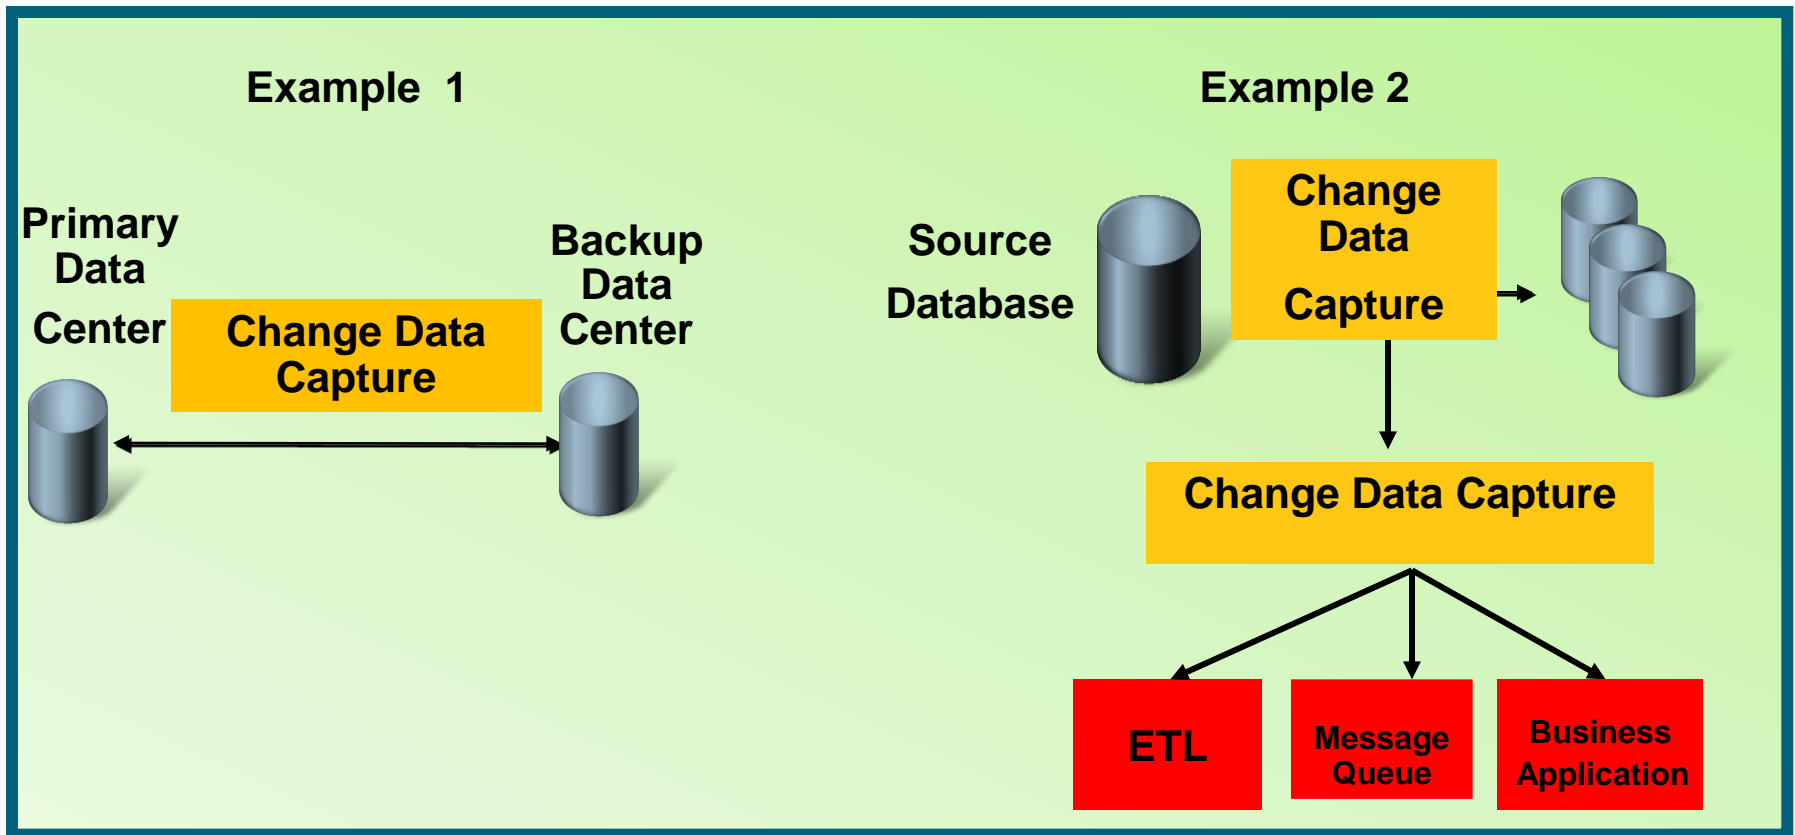 Example 1
Primary
Data
Center
Change Data
Capture
Backup
Data
Center
Example 2
Source
Database
Change
Data
Capture
Change Data Capture
ETL
Message
Queue
Business
Application